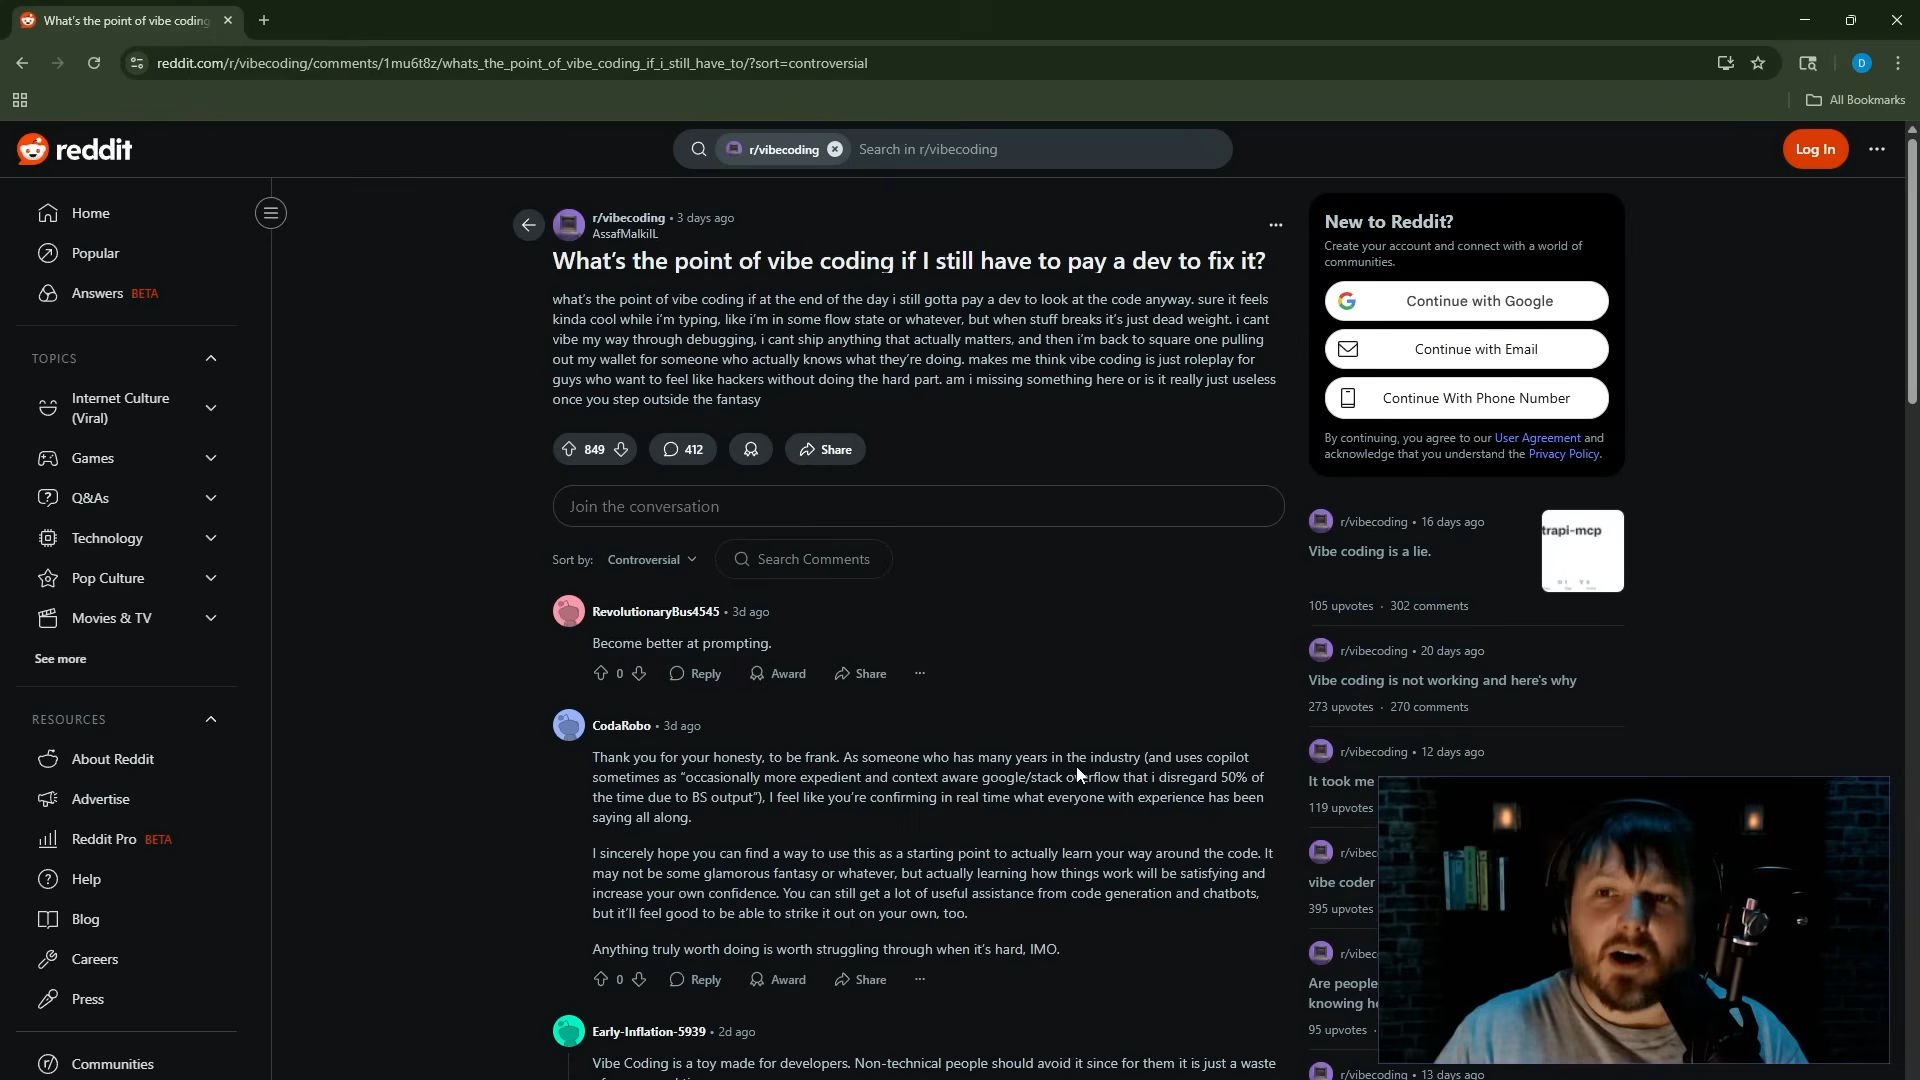 What's the point of vibe coding
reddit.com/r/vibecoding/comments/1mu6t8z/whats_the_point_of_vibe_coding_if_i_still_have_to/?sort=controversial
D
All Bookmarks
reddit
r/vibecoding
Search in r/vibecoding
Log In
Home
Popular
Answers BETA
TOPICS
Internet Culture
(Viral)
Games
Q&As
Technology
Pop Culture
Movies & TV
See more
RESOURCES
About Reddit
Advertise
Reddit Pro BETA
Help
Blog
Careers
Press
Communities
r/vibecoding • 3 days ago
AssafMalkiIL
What's the point of vibe coding if I still have to pay a dev to fix it?
what's the point of vibe coding if at the end of the day i still gotta pay a dev to look at the code anyway. sure it feels
kinda cool while i'm typing, like i'm in some flow state or whatever, but when stuff breaks it's just dead weight. i cant
vibe my way through debugging, i cant ship anything that actually matters, and then i'm back to square one pulling
out my wallet for someone who actually knows what they're doing. makes me think vibe coding is just roleplay for
guys who want to feel like hackers without doing the hard part. am i missing something here or is it really just useless
once you step outside the fantasy
849
412
Share
Join the conversation
Sort by: Controversial
Search Comments
RevolutionaryBus4545 • 3d ago
Become better at prompting.
0 Reply Award Share
CodaRobo • 3d ago
Thank you for your honesty, to be frank. As someone who has many years in the industry (and uses copilot
sometimes as "occasionally more expedient and context aware google/stack overflow that i disregard 50% of
the time due to BS output"), I feel like you're confirming in real time what everyone with experience has been
saying all along.
I sincerely hope you can find a way to use this as a starting point to actually learn your way around the code. It
may not be some glamorous fantasy or whatever, but actually learning how things work will be satisfying and
increase your own confidence. You can still get a lot of useful assistance from code generation and chatbots,
but it'll feel good to be able to strike it out on your own, too.
Anything truly worth doing is worth struggling through when it's hard, IMO.
0 Reply Award Share
Early-Inflation-5939 • 2d ago
Vibe Coding is a toy made for developers. Non-technical people should avoid it since for them it is just a waste
New to Reddit?
Create your account and connect with a world of
communities.
Continue with Google
Continue with Email
Continue With Phone Number
By continuing, you agree to our User Agreement and
acknowledge that you understand the Privacy Policy.
r/vibecoding • 16 days ago
Vibe coding is a lie.
trapi-mcp
105 upvotes · 302 comments
r/vibecoding • 20 days ago
Vibe coding is not working and here's why
273 upvotes · 270 comments
r/vibecoding • 12 days ago
It took me
119 upvotes
r/vibec
vibe coder
395 upvotes
r/vibec
Are people
knowing h
95 upvotes ·
r/vibecoding • 13 days ago